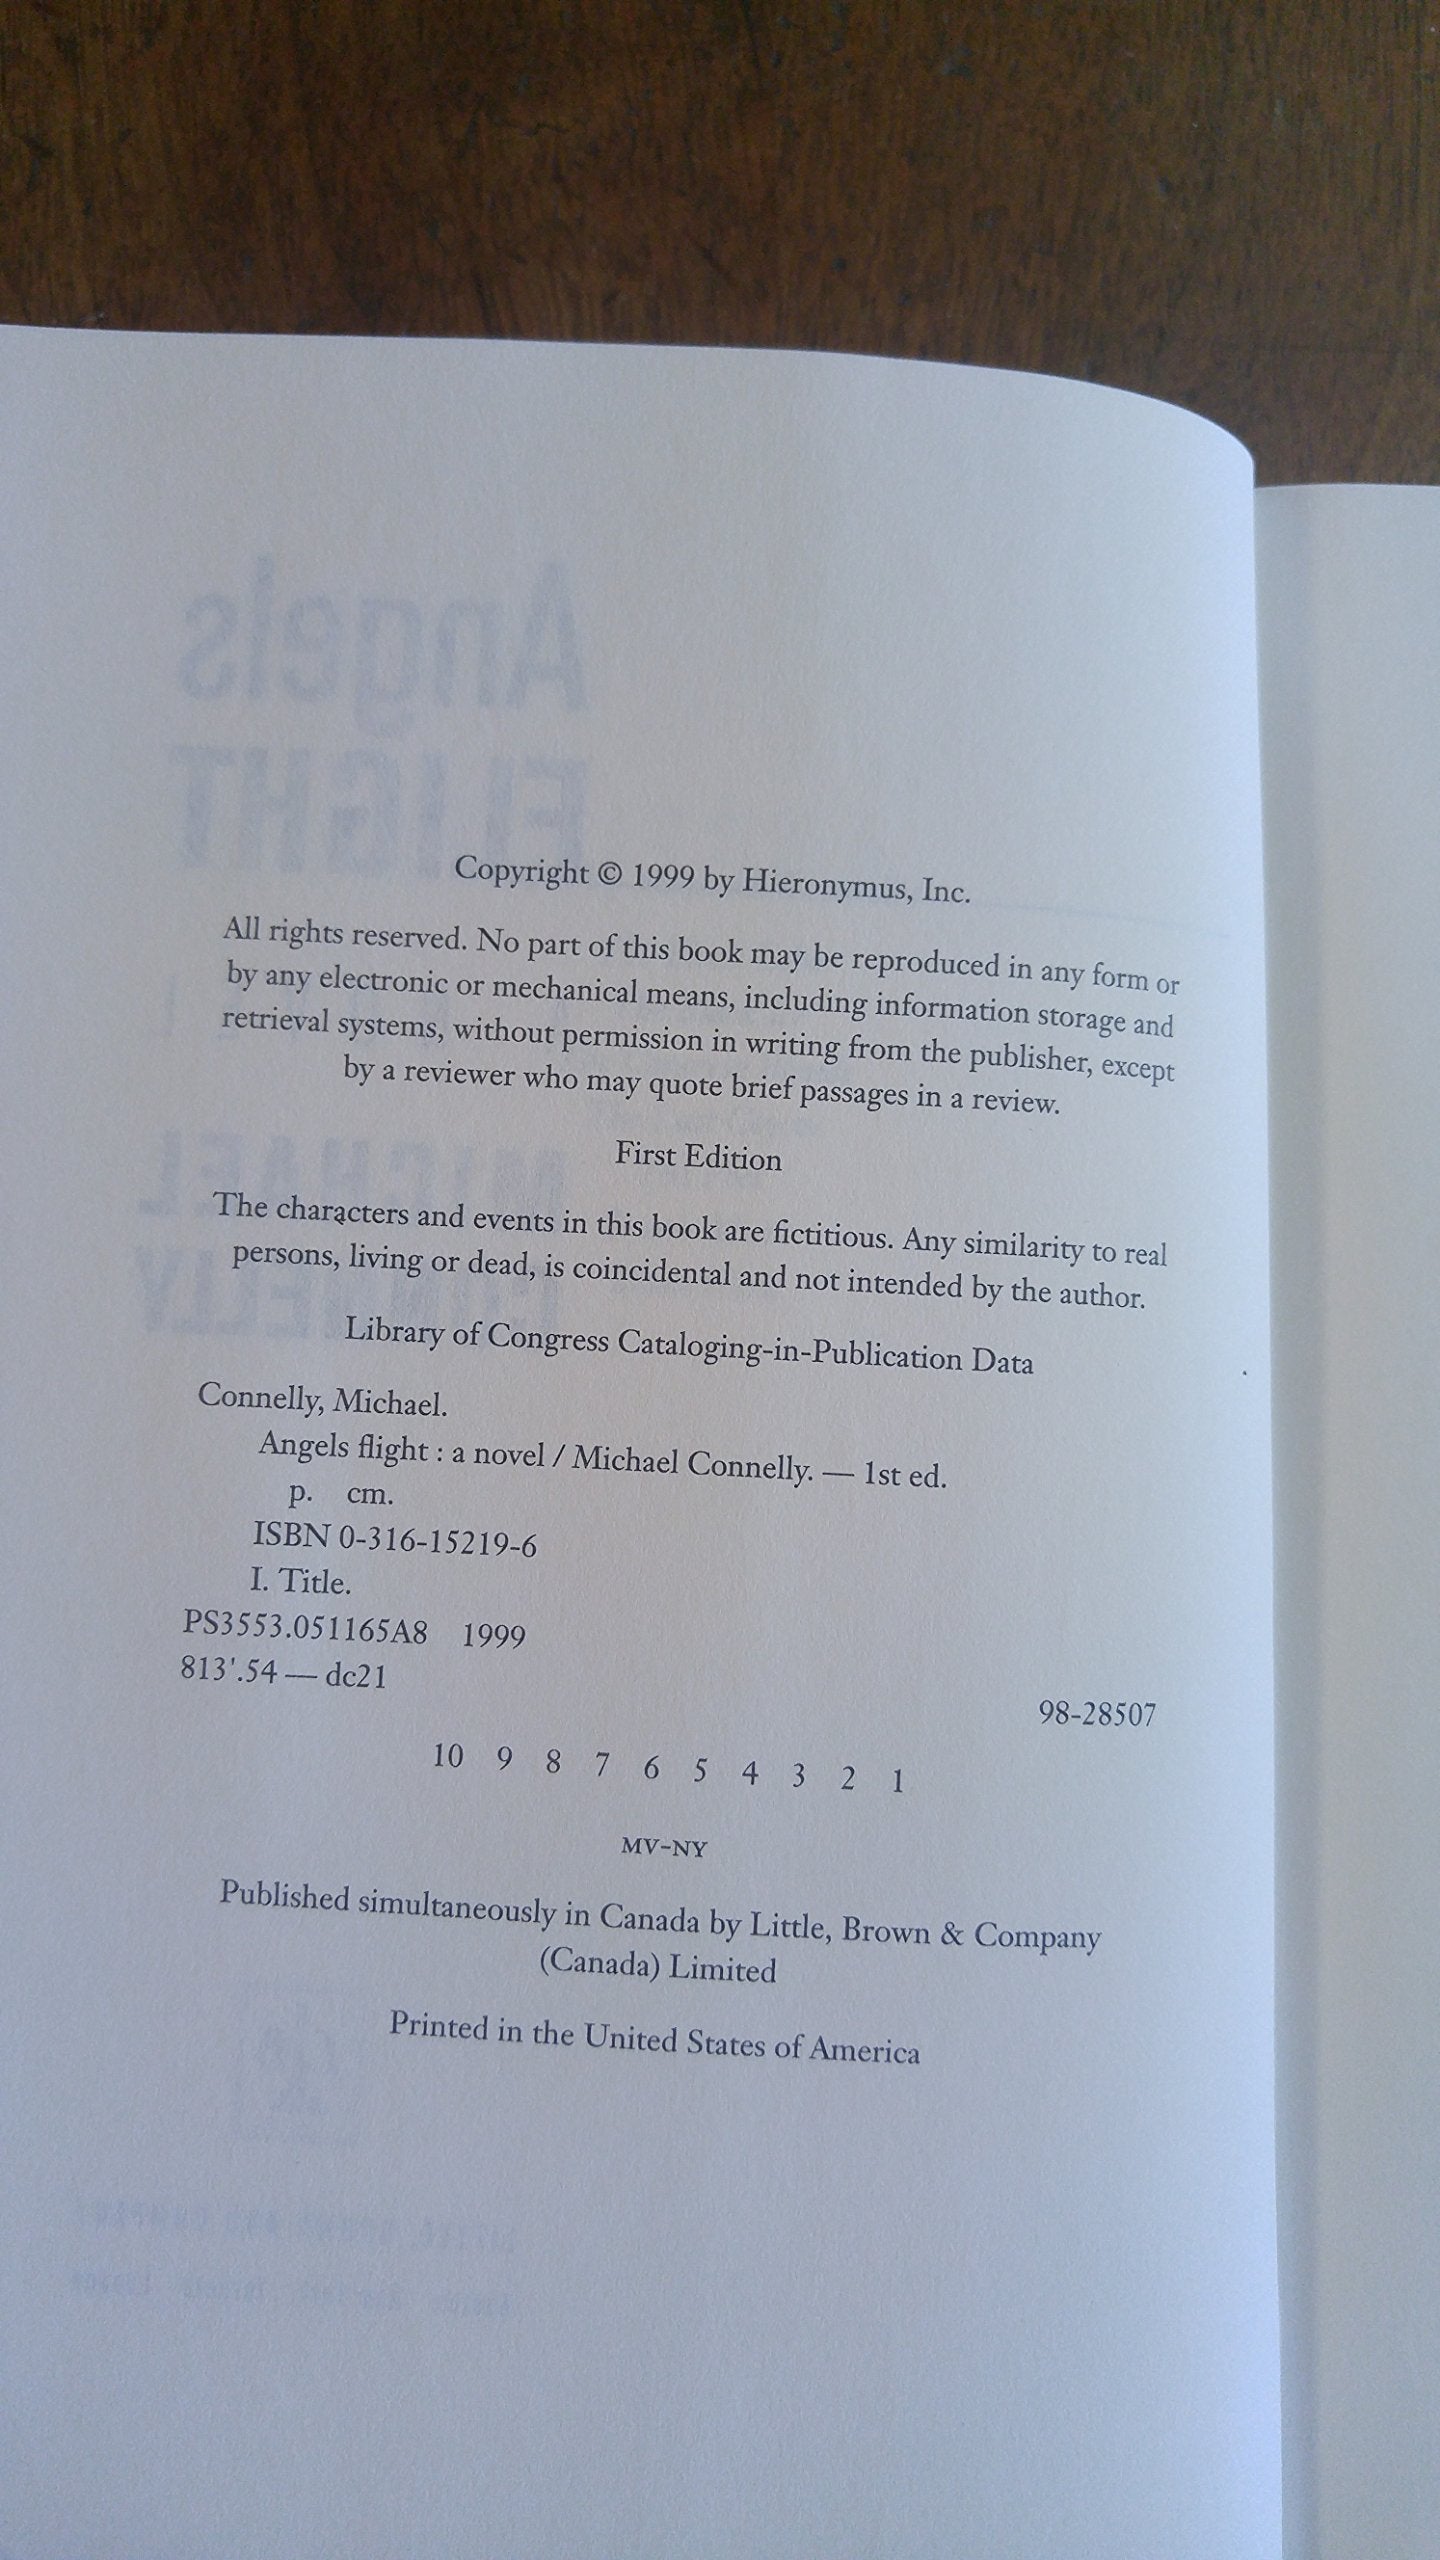 Angels
FLIGHT
Copyright © 1999 by Hieronymus, Inc.
All rights reserved. No part of this book may be reproduced in any form or
by any electronic or mechanical means, including information storage and
retrieval systems, without permission in writing from the publisher, except
by a reviewer who may quote brief passages in a review.
First Edition
The characters and events in this book are fictitious. Any similarity to real
persons, living or dead, is coincidental and not intended by the author.
Library of Congress Cataloging-in-Publication Data
Connelly, Michael.
Angels flight : a novel / Michael Connelly. — 1st ed.
p. cm.
ISBN 0-316-15219-6
I. Title.
PS3553.051165A8 1999
813'.54 — dc21
98-28507
10 9 8 7 6 5 4 3 2 1
MV-NY
Published simultaneously in Canada by Little, Brown & Company
(Canada) Limited
Printed in the United States of America